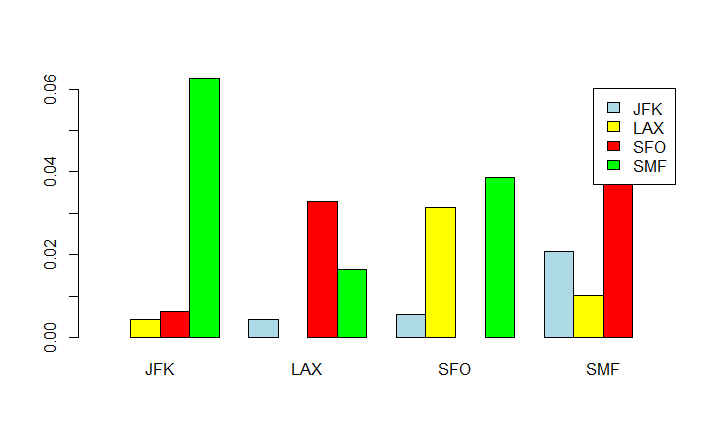 0.06
0.04
0.02
0.00
JFK
LAX
SFO
SMF
JFK LAX SFO SMF